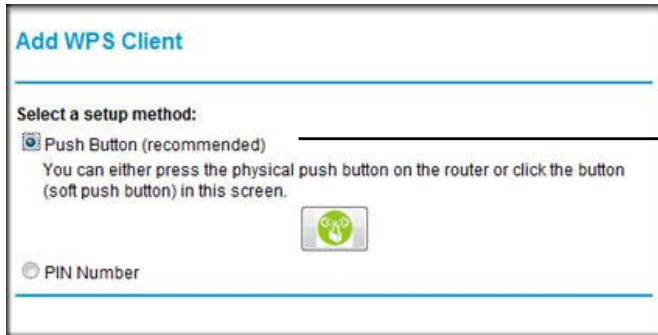 Add WPS Client
Select a setup method:
Push Button (recommended)
You can either press the physical push button on the router or click the button
(soft push button) in this screen.
PIN Number